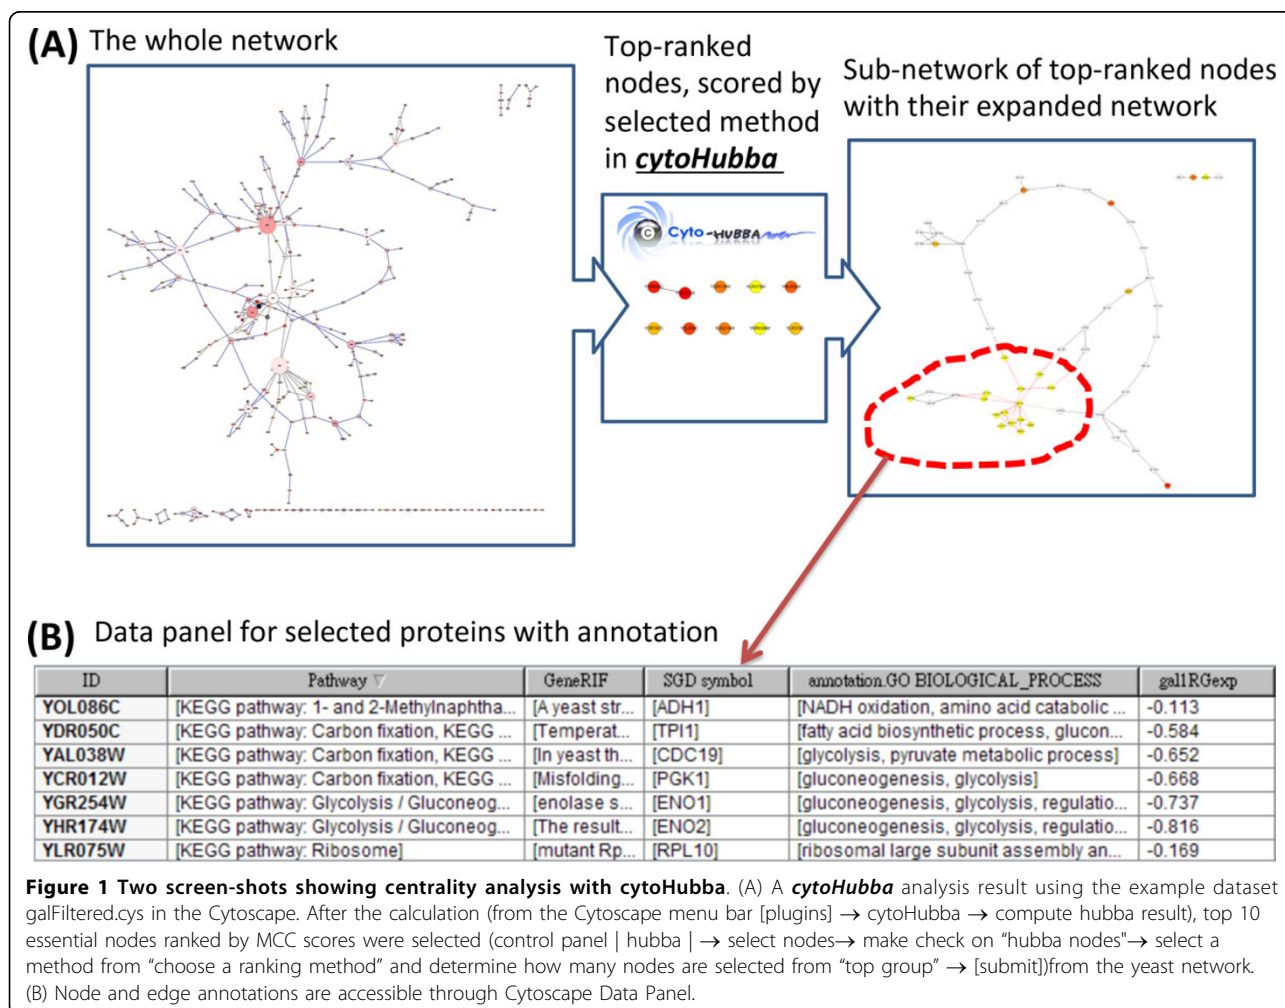 (A) The whole network
Top-ranked
nodes, scored by
selected method
in cytoHubba
Sub-network of top-ranked nodes
with their expanded network
C Cyto-HUBBA
(B) Data panel for selected proteins with annotation
ID Pathway ▽ GeneRIF SGD symbol annotation.GO BIOLOGICAL_PROCESS gal1RGexp
YOL086C [KEGG pathway: 1- and 2-Methylnaphtha... [A yeast str... [ADH1] [NADH oxidation, amino acid catabolic ... -0.113
YDR050C [KEGG pathway: Carbon fixation, KEGG ... [Temperat... [TPI1] [fatty acid biosynthetic process, glucon... -0.584
YAL038W [KEGG pathway: Carbon fixation, KEGG ... [In yeast th... [CDC19] [glycolysis, pyruvate metabolic process] -0.652
YCR012W [KEGG pathway: Carbon fixation, KEGG ... [Misfolding... [PGK1] [gluconeogenesis, glycolysis] -0.668
YGR254W [KEGG pathway: Glycolysis / Gluconeog... [enolase s... [ENO1] [gluconeogenesis, glycolysis, regulatio... -0.737
YHR174W [KEGG pathway: Glycolysis / Gluconeog... [The result... [ENO2] [gluconeogenesis, glycolysis, regulatio... -0.816
YLR075W [KEGG pathway: Ribosome] [mutant Rp... [RPL10] [ribosomal large subunit assembly an... -0.169
Figure 1 Two screen-shots showing centrality analysis with cytoHubba. (A) A cytoHubba analysis result using the example dataset
galFiltered.cys in the Cytoscape. After the calculation (from the Cytoscape menu bar [plugins] → cytoHubba → compute hubba result), top 10
essential nodes ranked by MCC scores were selected (control panel | hubba | → select nodes→ make check on “hubba nodes"→ select a
method from “choose a ranking method” and determine how many nodes are selected from “top group” → [submit])from the yeast network.
(B) Node and edge annotations are accessible through Cytoscape Data Panel.